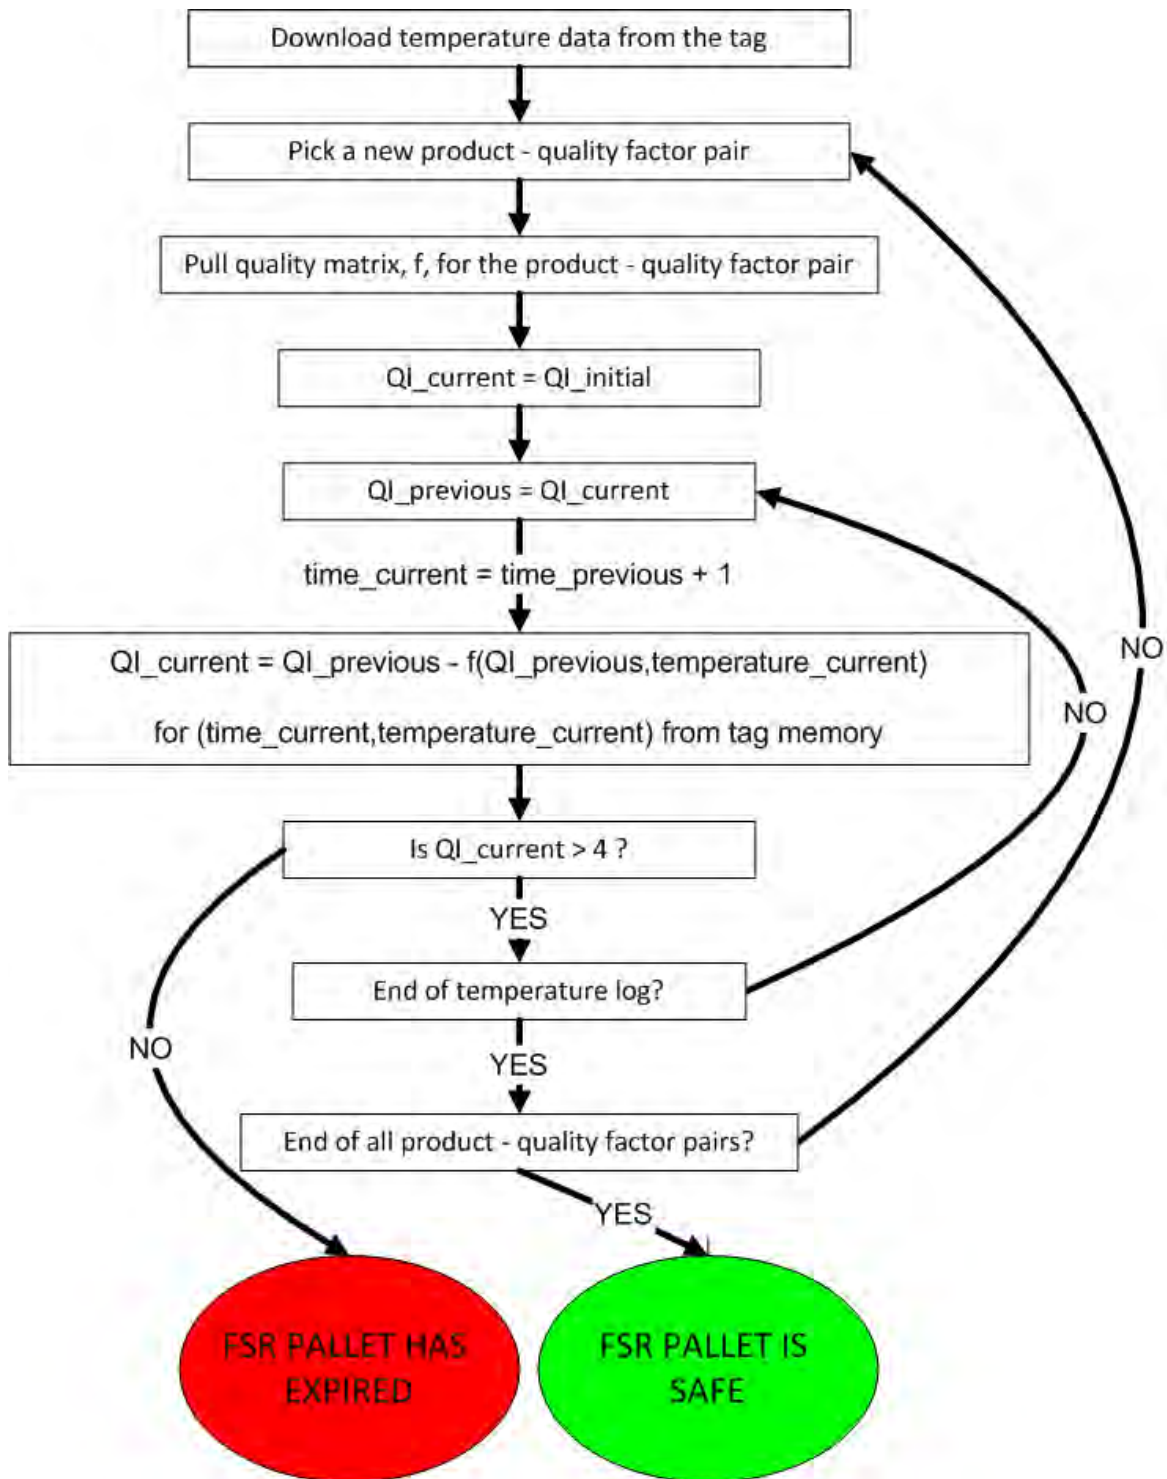 Download temperature data from the tag
Pick a new product - quality factor pair
Pull quality matrix, f, for the product - quality factor pair
QI_current = QI_initial
QI_previous = QI_current
time_current = time_previous + 1
QI_current = QI_previous - f(QI_previous,temperature_current)
for (time_current,temperature_current) from tag memory
NO
NO
Is QI_current > 4 ?
YES
End of temperature log?
NO
YES
End of all product - quality factor pairs?
YES
FSR PALLET HAS
EXPIRED
FSR PALLET IS
SAFE